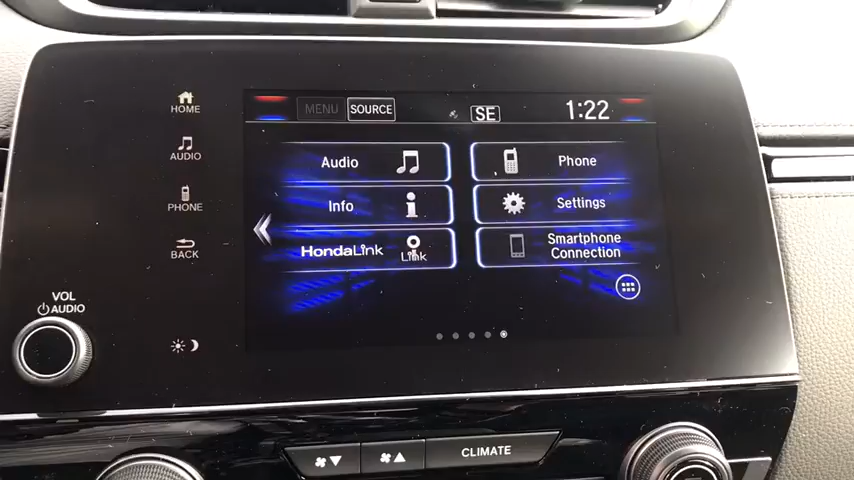 HOME
AUDIO
PHONE
BACK
VOL
AUDIO
MENU
SOURCE
SE
1:22
Audio
Phone
Info
Settings
HondaLink
Link
Smartphone
Connection
CLIMATE